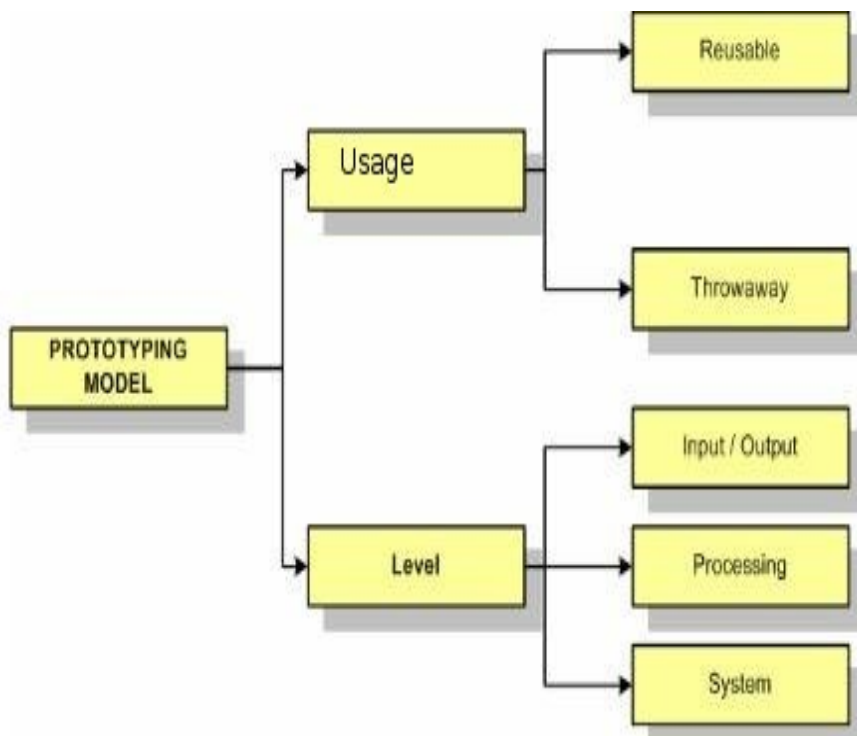 Reusable
Usage
Throwaway
PROTOTYPING
MODEL
Input / Output
Level
Processing
System